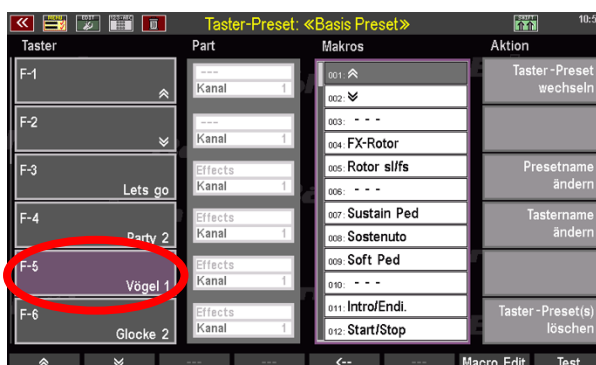 MENU
EDIT
Taster-Preset: «Basis Preset»
SHIFT
10:5
Taster
Part
Makros
Aktion
F-1
---
Kanal 1
F-2
---
Kanal 1
F-3
Lets go
Effects
Kanal 1
F-4
Party 2
Effects
Kanal 1
F-5
Vögel 1
Effects
Kanal 1
F-6
Glocke 2
Effects
Kanal 1
001:
002:
003: - - -
004: FX-Rotor
005: Rotor sl/fs
006: - - -
007: Sustain Ped
008: Sostenuto
009: Soft Ped
010: - - -
011: Intro/Endi.
012: Start/Stop
Taster-Preset
wechseln
Presetname
ändern
Tastername
ändern
Taster-Preset(s)
löschen
--- --- <-- --- Macro Edit Test